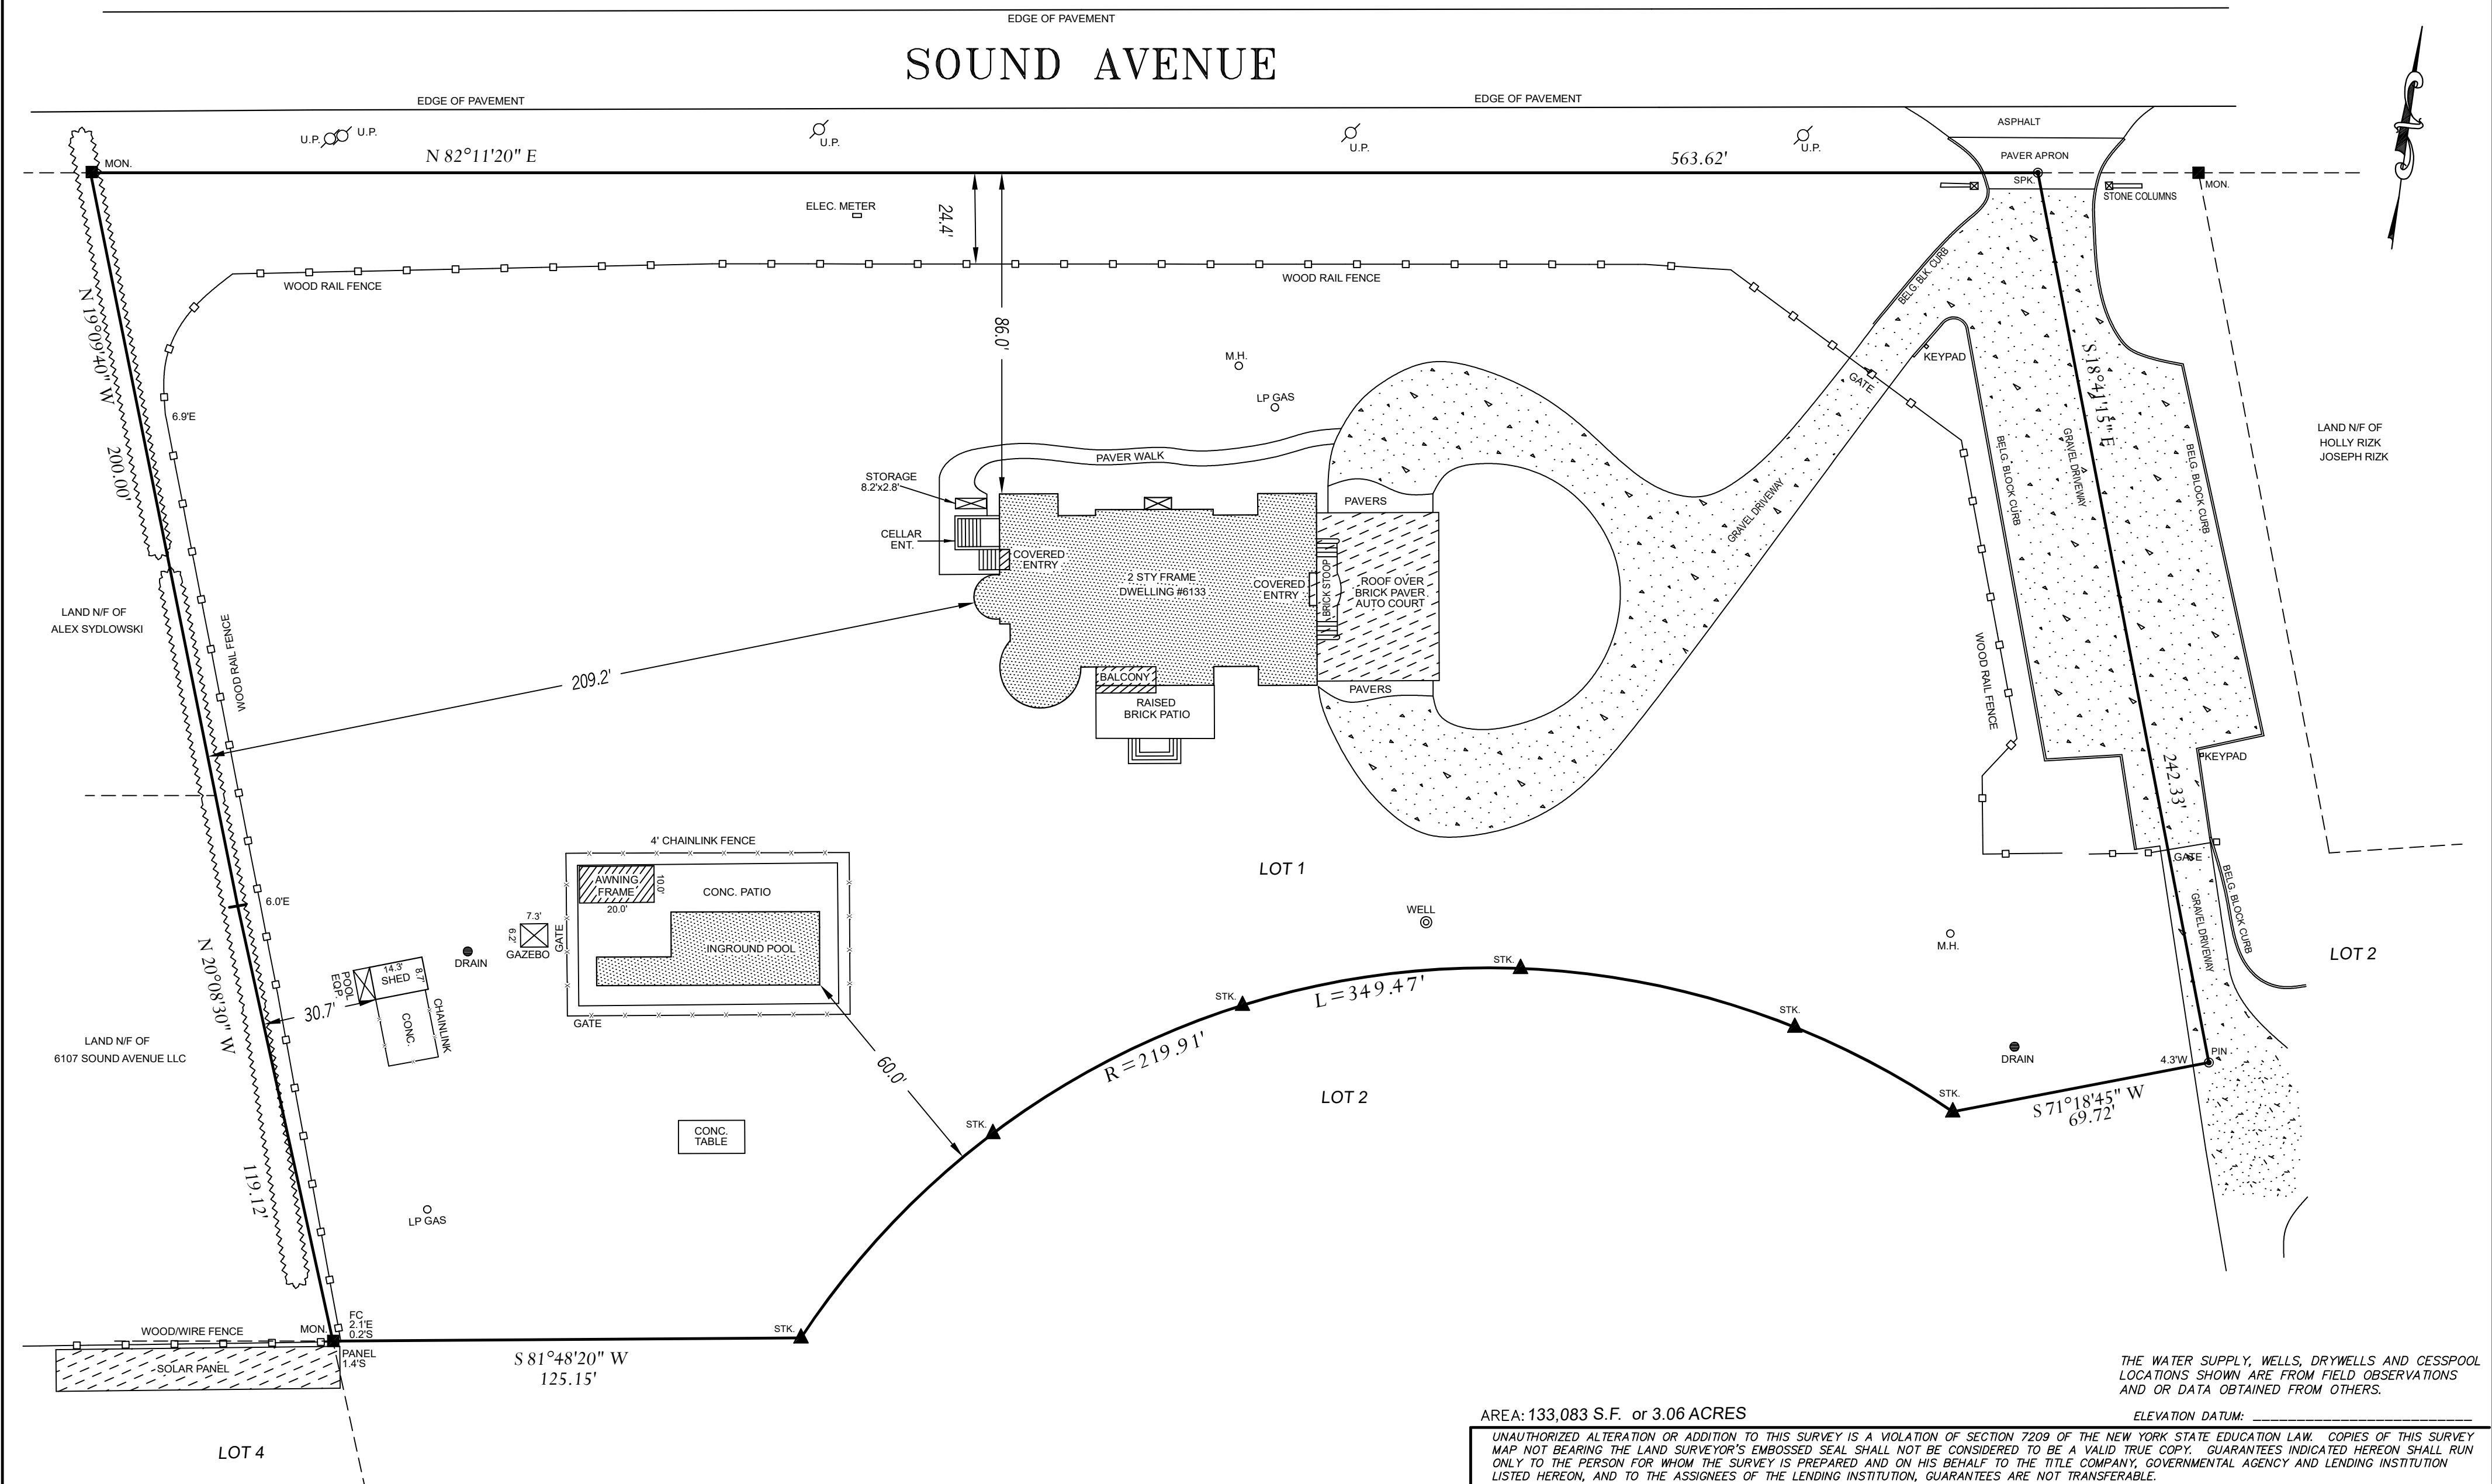 EDGE OF PAVEMENT
SOUND AVENUE
EDGE OF PAVEMENT
EDGE OF PAVEMENT
ASPHALT
U.P.
U.P.
U.P.
U.P.
U.P.
N 82°11'20" E
563.62'
PAVER APRON
MON.
SPK.
MON.
STONE COLUMNS
ELEC. METER
24.4'
WOOD RAIL FENCE
WOOD RAIL FENCE
BELG. BLK. CURB
N 19°09'40" W
200.00'
86.0'
M.H.
KEYPAD
GATE
S 18°41'15" E
LP GAS
6.9'E
LAND N/F OF
HOLLY RIZK
JOSEPH RIZK
PAVER WALK
STORAGE
8.2'x2.8'
PAVERS
GRAVEL DRIVEWAY
BELG. BLOCK CURB
GRAVEL DRIVEWAY
BELG. BLOCK CURB
CELLAR
ENT.
COVERED
ENTRY
2 STY FRAME
DWELLING #6133
COVERED
ENTRY
BRICK STOOP
ROOF OVER
BRICK PAVER
AUTO COURT
LAND N/F OF
ALEX SYDLOWSKI
WOOD RAIL FENCE
209.2'
BALCONY
PAVERS
RAISED
BRICK PATIO
WOOD RAIL FENCE
KEYPAD
242.33'
4' CHAINLINK FENCE
LOT 1
GATE
AWNING
FRAME
10.0'
20.0'
CONC. PATIO
6.0'E
7.3'
6.2'
GAZEBO
GATE
INGROUND POOL
WELL
BELG. BLOCK CURB
GRAVEL DRIVEWAY
M.H.
LOT 2
DRAIN
N 20°08'30" W
119.12'
POOL
EQP.
14.3'
8.7'
SHED
CONC.
CHAINLINK
30.7'
GATE
STK.
STK.
L=349.47'
R=219.91'
STK.
DRAIN
4.3'W
PIN
LAND N/F OF
6107 SOUND AVENUE LLC
60.0'
LOT 2
STK.
S 71°18'45" W
69.72'
STK.
CONC.
TABLE
LP GAS
WOOD/WIRE FENCE
MON.
FC
2.1'E
0.2'S
STK.
PANEL
1.4'S
SOLAR PANEL
S 81°48'20" W
125.15'
LOT 4
THE WATER SUPPLY, WELLS, DRYWELLS AND CESSPOOL
LOCATIONS SHOWN ARE FROM FIELD OBSERVATIONS
AND OR DATA OBTAINED FROM OTHERS.
AREA: 133,083 S.F. or 3.06 ACRES
ELEVATION DATUM: __________________________
UNAUTHORIZED ALTERATION OR ADDITION TO THIS SURVEY IS A VIOLATION OF SECTION 7209 OF THE NEW YORK STATE EDUCATION LAW. COPIES OF THIS SURVEY
MAP NOT BEARING THE LAND SURVEYOR'S EMBOSSED SEAL SHALL NOT BE CONSIDERED TO BE A VALID TRUE COPY. GUARANTEES INDICATED HEREON SHALL RUN
ONLY TO THE PERSON FOR WHOM THE SURVEY IS PREPARED AND ON HIS BEHALF TO THE TITLE COMPANY, GOVERNMENTAL AGENCY AND LENDING INSTITUTION
LISTED HEREON, AND TO THE ASSIGNEES OF THE LENDING INSTITUTION, GUARANTEES ARE NOT TRANSFERABLE.